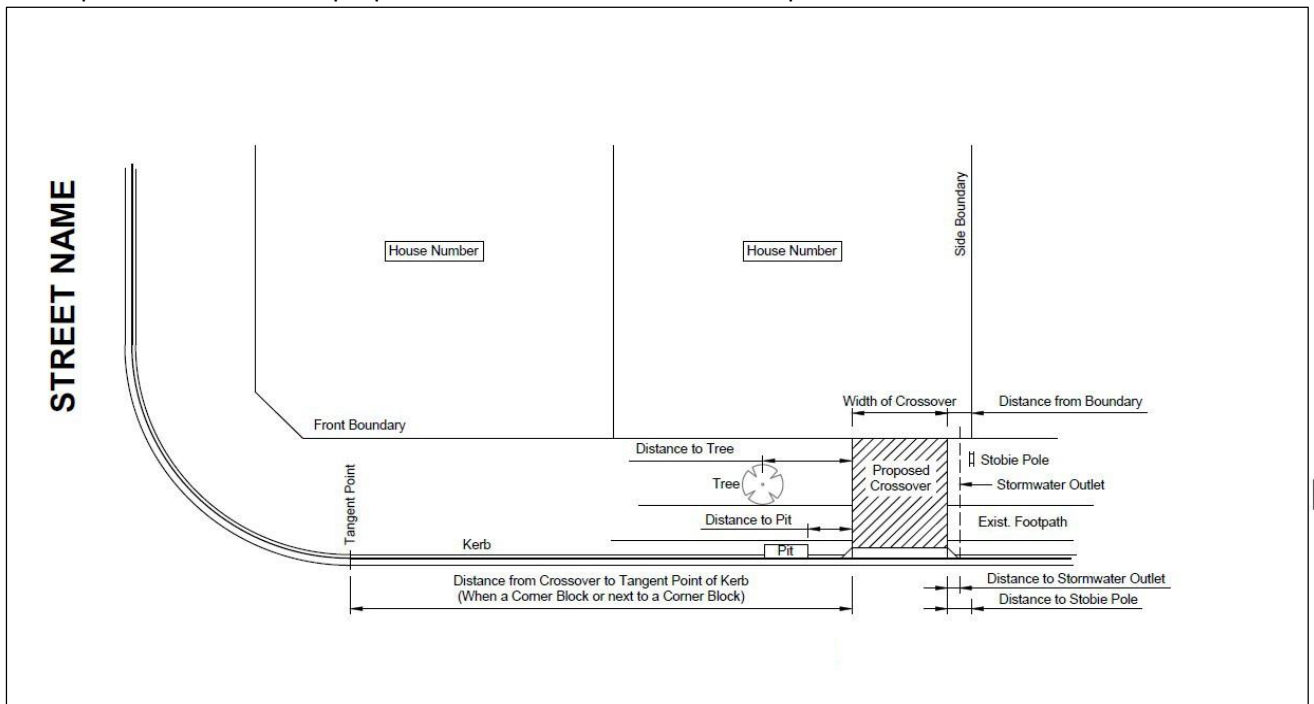 STREET NAME
House Number
House Number
Side Boundary
Width of Crossover
Distance from Boundary
Front Boundary
Distance to Tree
Stobie Pole
Proposed
Crossover
Tree
Stormwater Outlet
Tangent Point
Distance to Pit
Exist. Footpath
Kerb
Pit
Distance from Crossover to Tangent Point of Kerb
(When a Corner Block or next to a Corner Block)
Distance to Stormwater Outlet
Distance to Stobie Pole